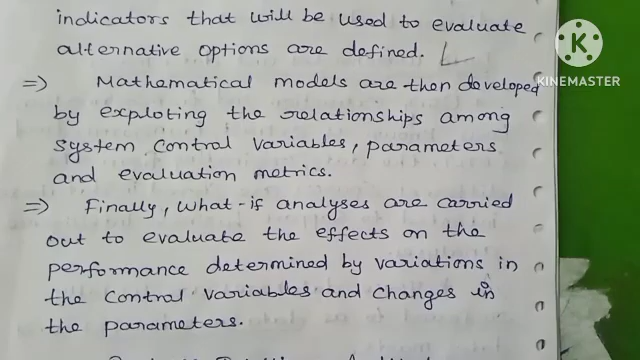 indicators that will be used to evaluate
alternative options are defined.
K
KINEMASTER
=> Mathematical models are then developed
by exploting the relationships among
system control variables, parameters
and evaluation metrics.
=> Finally, what-if analyses are carried
out to evaluate the effects on the
performance determined by variations in
the control variables and changes in
the parameters.